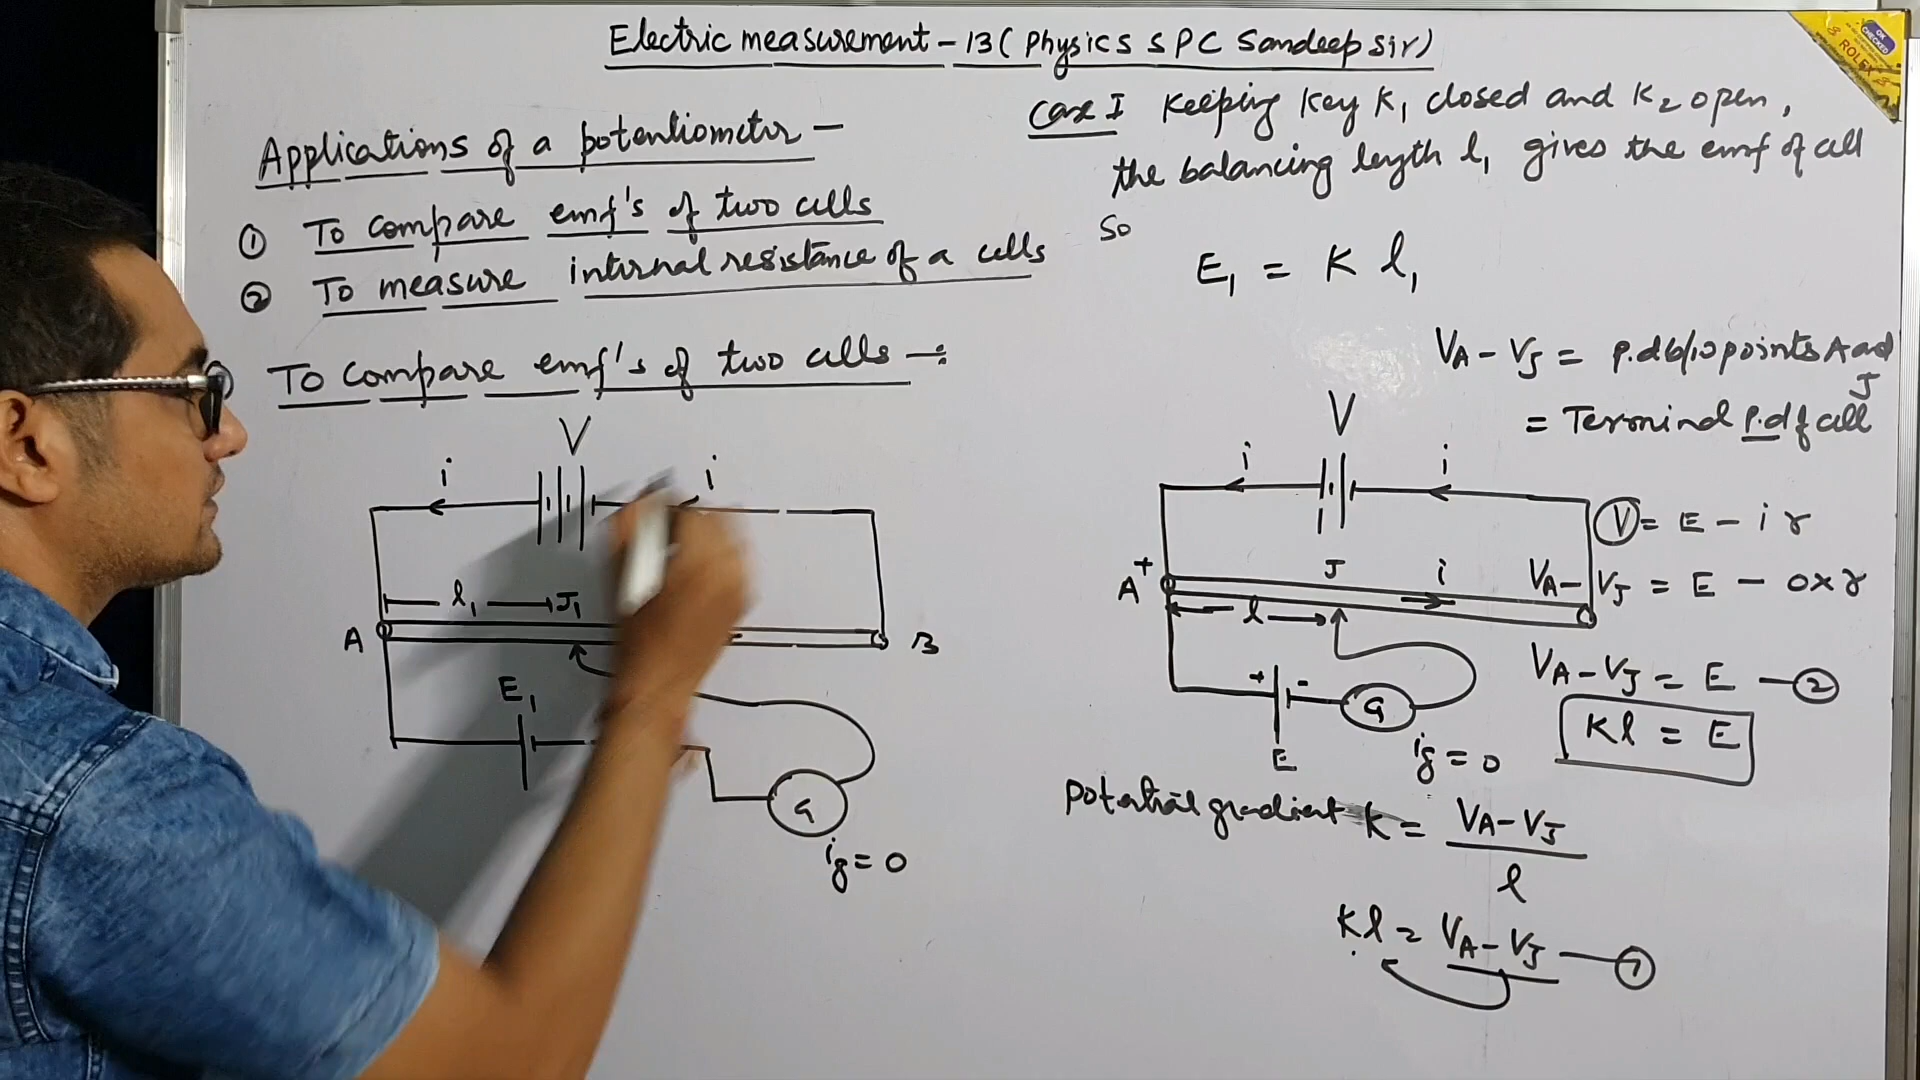 Electric measurement - 13 ( Physics S P C Sandeep sir )
Applications of a potentiometer -
① To compare emf's of two cells
② To measure internal resistance of a cells
To compare emf's of two cells -:
V
i
i
l₁
J₁
A
B
E₁
G
ig = 0
Case I Keeping Key K₁ closed and K₂ open,
the balancing length l₁ gives the emf of cell
So
E₁ = K l₁
VA - VJ = p.d b/w points A and
J
= Terminal p.d of cell
V
i
i
V = E - i r
A
+
J
i
VA - VJ = E - 0 x r
l
+
-
G
E
ig = 0
VA - VJ = E - ②
Kl = E
Potential gradient K = VA - VJ
l
Kl = VA - VJ - ①
OK
CHECKED
ROLEX